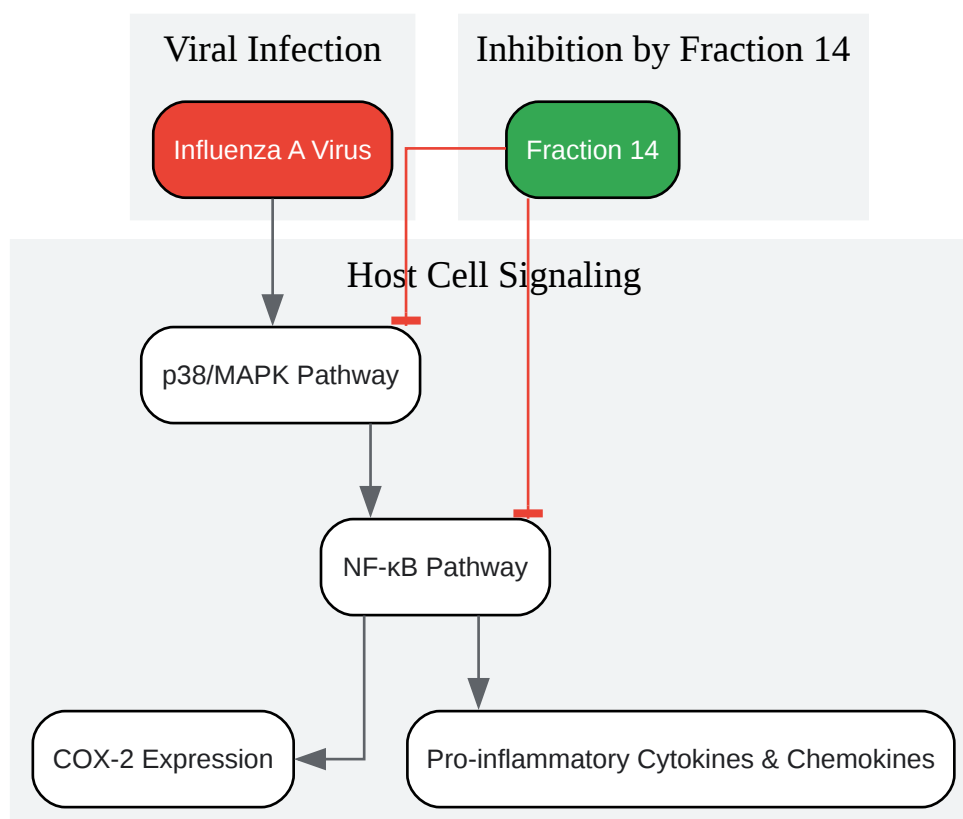 Viral Infection
Inhibition by Fraction 14
Influenza A Virus
Fraction 14
Host Cell Signaling
p38/MAPK Pathway
NF-κB Pathway
COX-2 Expression
Pro-inflammatory Cytokines & Chemokines